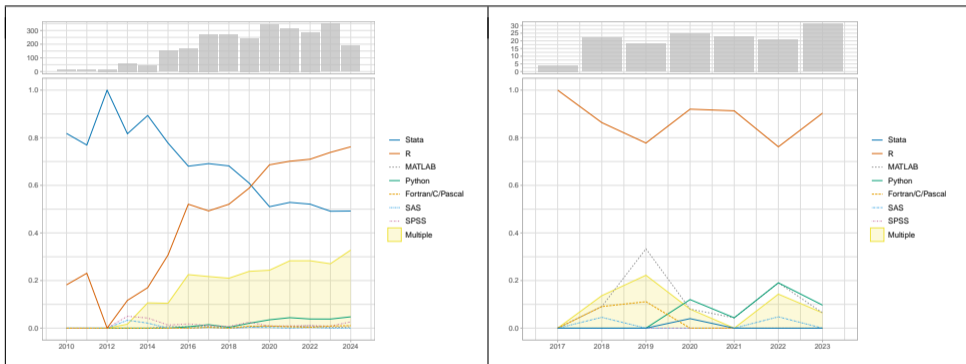 300
200
100
0
1.0
0.8
0.6
0.4
0.2
0.0
2010 2012 2014 2016 2018 2020 2022 2024
Stata
R
MATLAB
Python
Fortran/C/Pascal
SAS
SPSS
Multiple
30
25
20
15
10
5
0
1.0
0.8
0.6
0.4
0.2
0.0
2017 2018 2019 2020 2021 2022 2023
Stata
R
MATLAB
Python
Fortran/C/Pascal
SAS
SPSS
Multiple